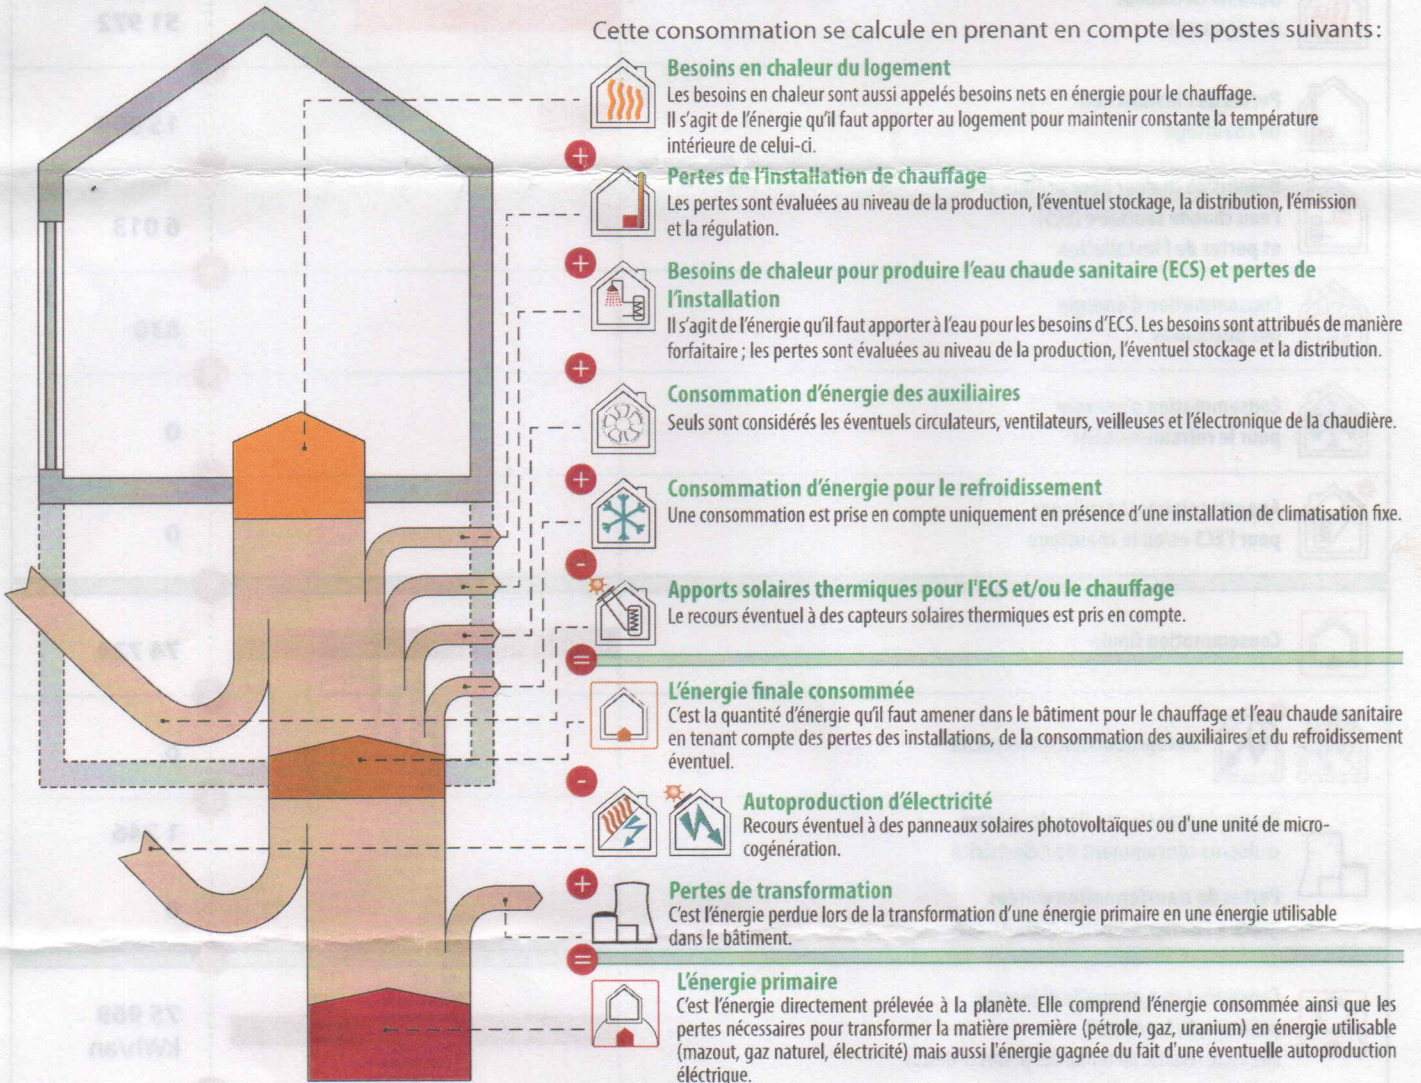 Cette consommation se calcule en prenant en compte les postes suivants :
Besoins en chaleur du logement
Les besoins en chaleur sont aussi appelés besoins nets en énergie pour le chauffage.
Il s'agit de l'énergie qu'il faut apporter au logement pour maintenir constante la température
intérieure de celui-ci.
+
Pertes de l'installation de chauffage
Les pertes sont évaluées au niveau de la production, l'éventuel stockage, la distribution, l'émission
et la régulation.
+
Besoins de chaleur pour produire l'eau chaude sanitaire (ECS) et pertes de
l'installation
Il s'agit de l'énergie qu'il faut apporter à l'eau pour les besoins d'ECS. Les besoins sont attribués de manière
forfaitaire ; les pertes sont évaluées au niveau de la production, l'éventuel stockage et la distribution.
+
Consommation d'énergie des auxiliaires
Seuls sont considérés les éventuels circulateurs, ventilateurs, veilleuses et l'électronique de la chaudière.
+
Consommation d'énergie pour le refroidissement
Une consommation est prise en compte uniquement en présence d'une installation de climatisation fixe.
-
Apports solaires thermiques pour l'ECS et/ou le chauffage
Le recours éventuel à des capteurs solaires thermiques est pris en compte.
=
L'énergie finale consommée
C'est la quantité d'énergie qu'il faut amener dans le bâtiment pour le chauffage et l'eau chaude sanitaire
en tenant compte des pertes des installations, de la consommation des auxiliaires et du refroidissement
éventuel.
-
Autoproduction d'électricité
Recours éventuel à des panneaux solaires photovoltaïques ou d'une unité de micro-
cogénération.
+
Pertes de transformation
C'est l'énergie perdue lors de la transformation d'une énergie primaire en une énergie utilisable
dans le bâtiment.
=
L'énergie primaire
C'est l'énergie directement prélevée à la planète. Elle comprend l'énergie consommée ainsi que les
pertes nécessaires pour transformer la matière première (pétrole, gaz, uranium) en énergie utilisable
(mazout, gaz naturel, électricité) mais aussi l'énergie gagnée du fait d'une éventuelle autoproduction
éléctrique.